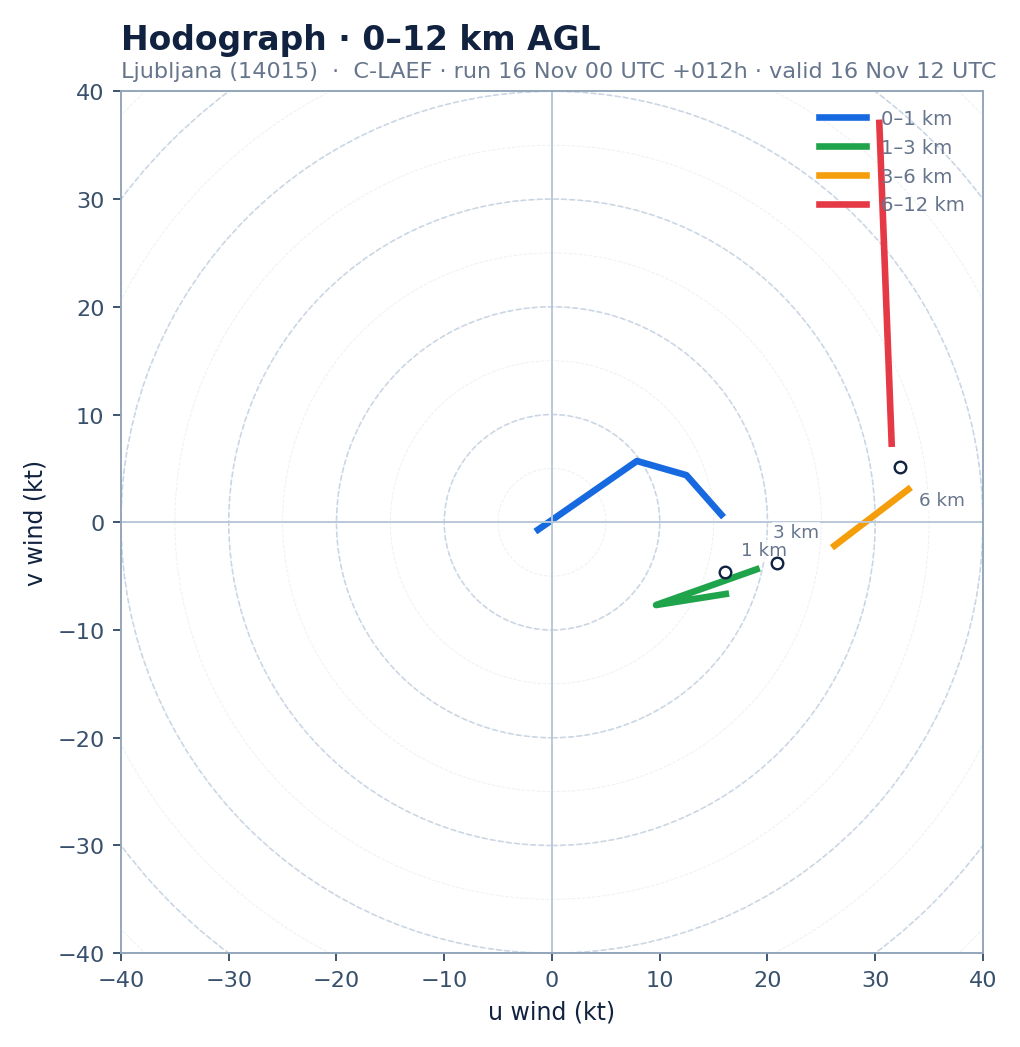 Hodograph · 0–12 km AGL
Ljubljana (14015)  ·  C-LAEF · run 16 Nov 00 UTC +012h · valid 16 Nov 12 UTC
0–1 km
1–3 km
3–6 km
6–12 km
40
30
20
10
0
−10
−20
−30
−40
v wind (kt)
6 km
3 km
1 km
−40
−30
−20
−10
0
10
20
30
40
u wind (kt)